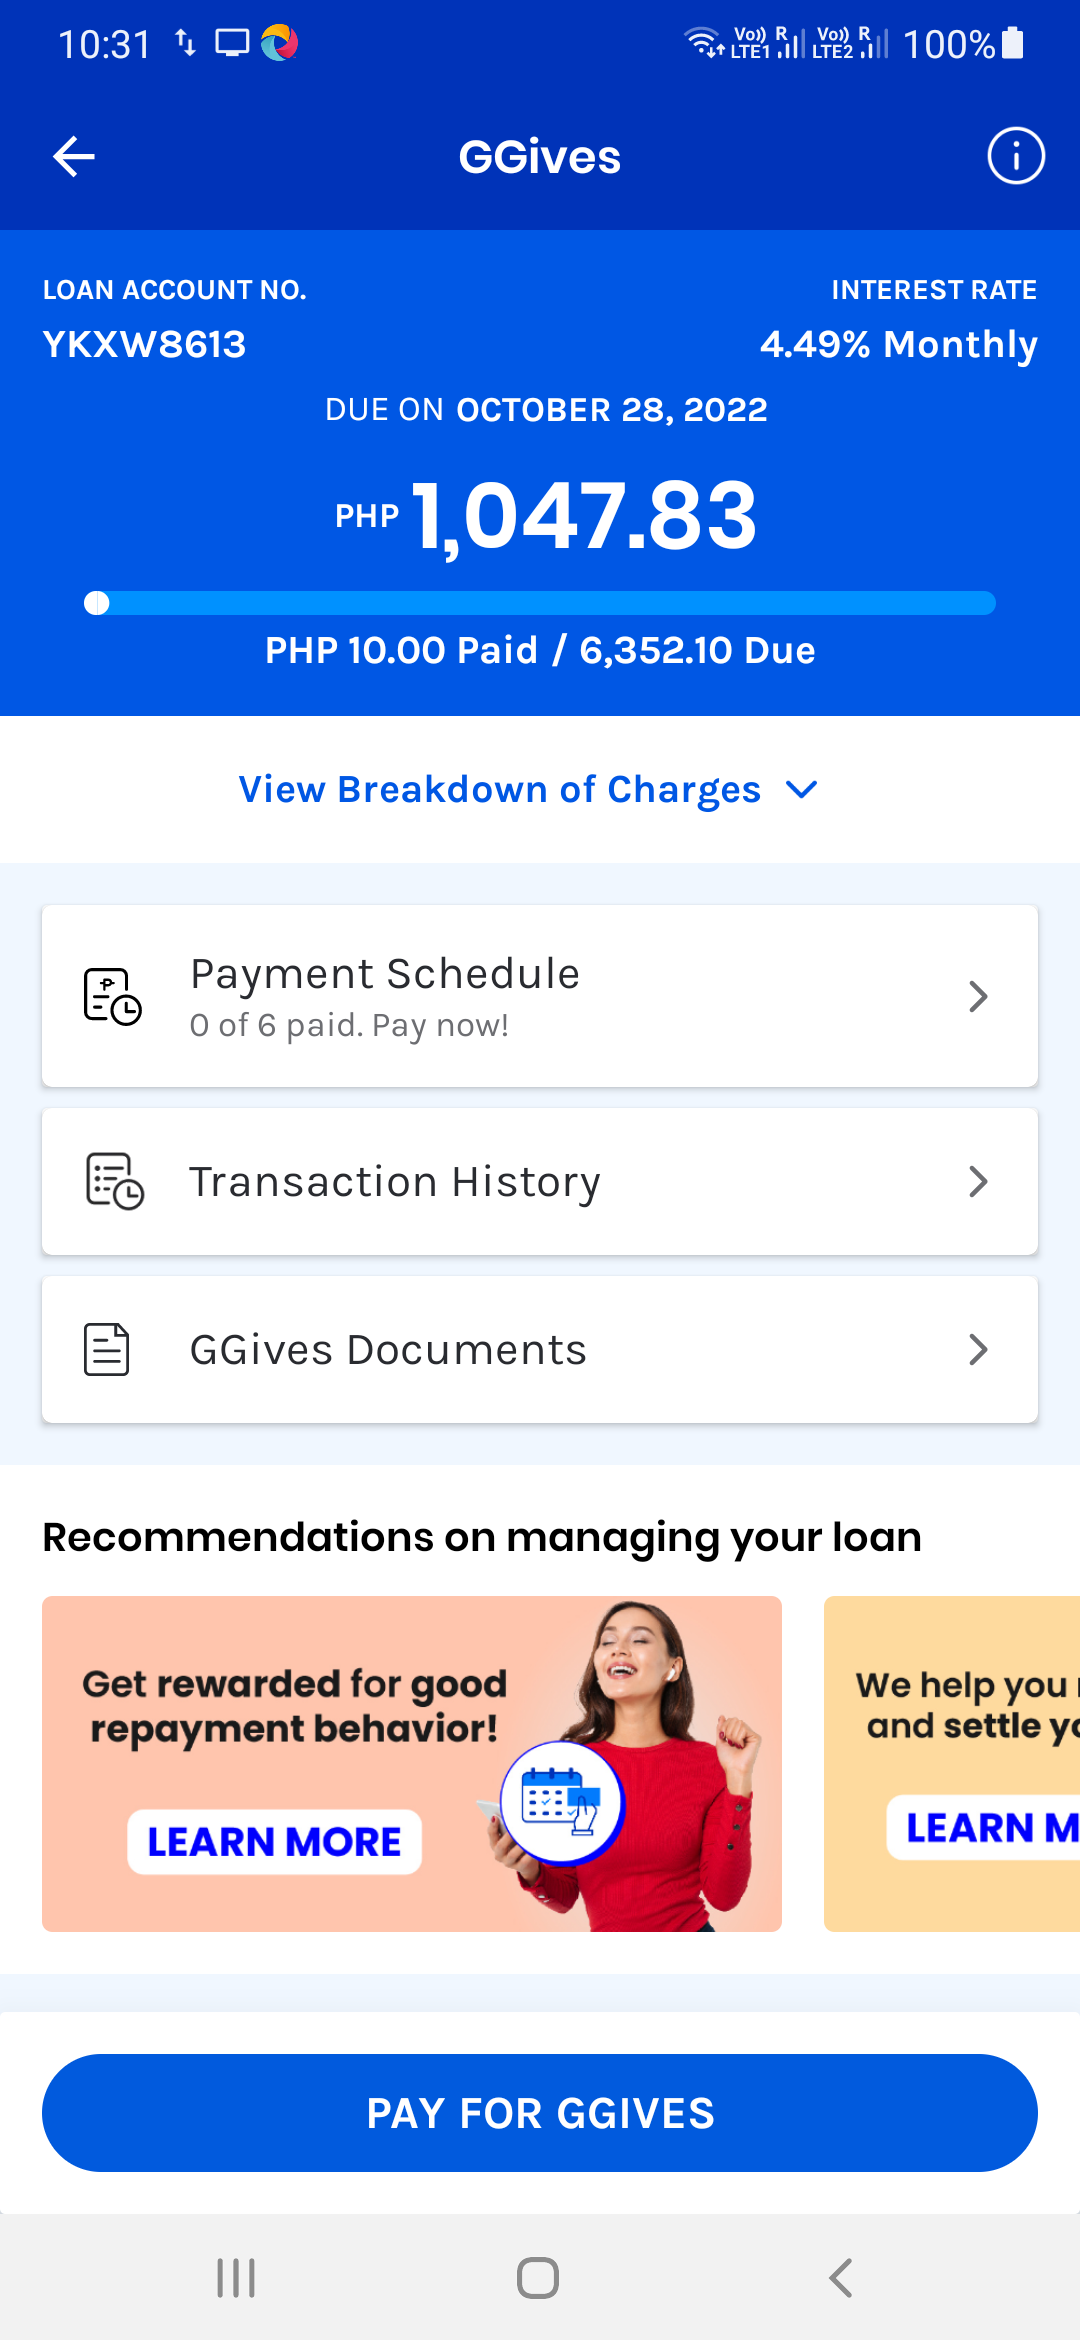 10:31
Vo)) R Vo)) R 100%
LTE1 LTE2
GGives
LOAN ACCOUNT NO. INTEREST RATE
YKXW8613 4.49% Monthly
DUE ON OCTOBER 28, 2022
PHP 1,047.83
PHP 10.00 Paid / 6,352.10 Due
View Breakdown of Charges
Payment Schedule
0 of 6 paid. Pay now!
Transaction History
GGives Documents
Recommendations on managing your loan
Get rewarded for good
repayment behavior!
LEARN MORE
We help you
and settle
LEARN
PAY FOR GGIVES